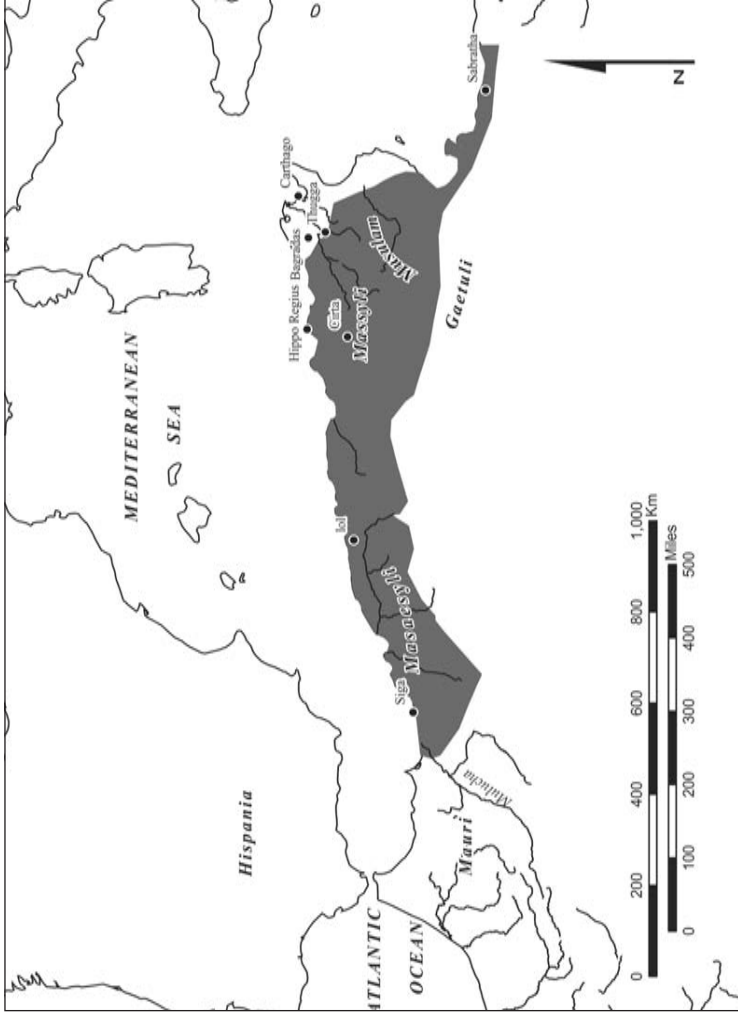 MEDITERRANEAN
SEA
Hispania
ATLANTIC
OCEAN
Mauri
Mulucha
Siga
Masaesyli
Iol
Hippo Regius
Bagradas
Cirta
Massyli
Thugga
Carthago
Musulam
Gaetuli
Sabratha
N
0 200 400 600 800 1,000
Km
0 100 200 300 400 500
Miles